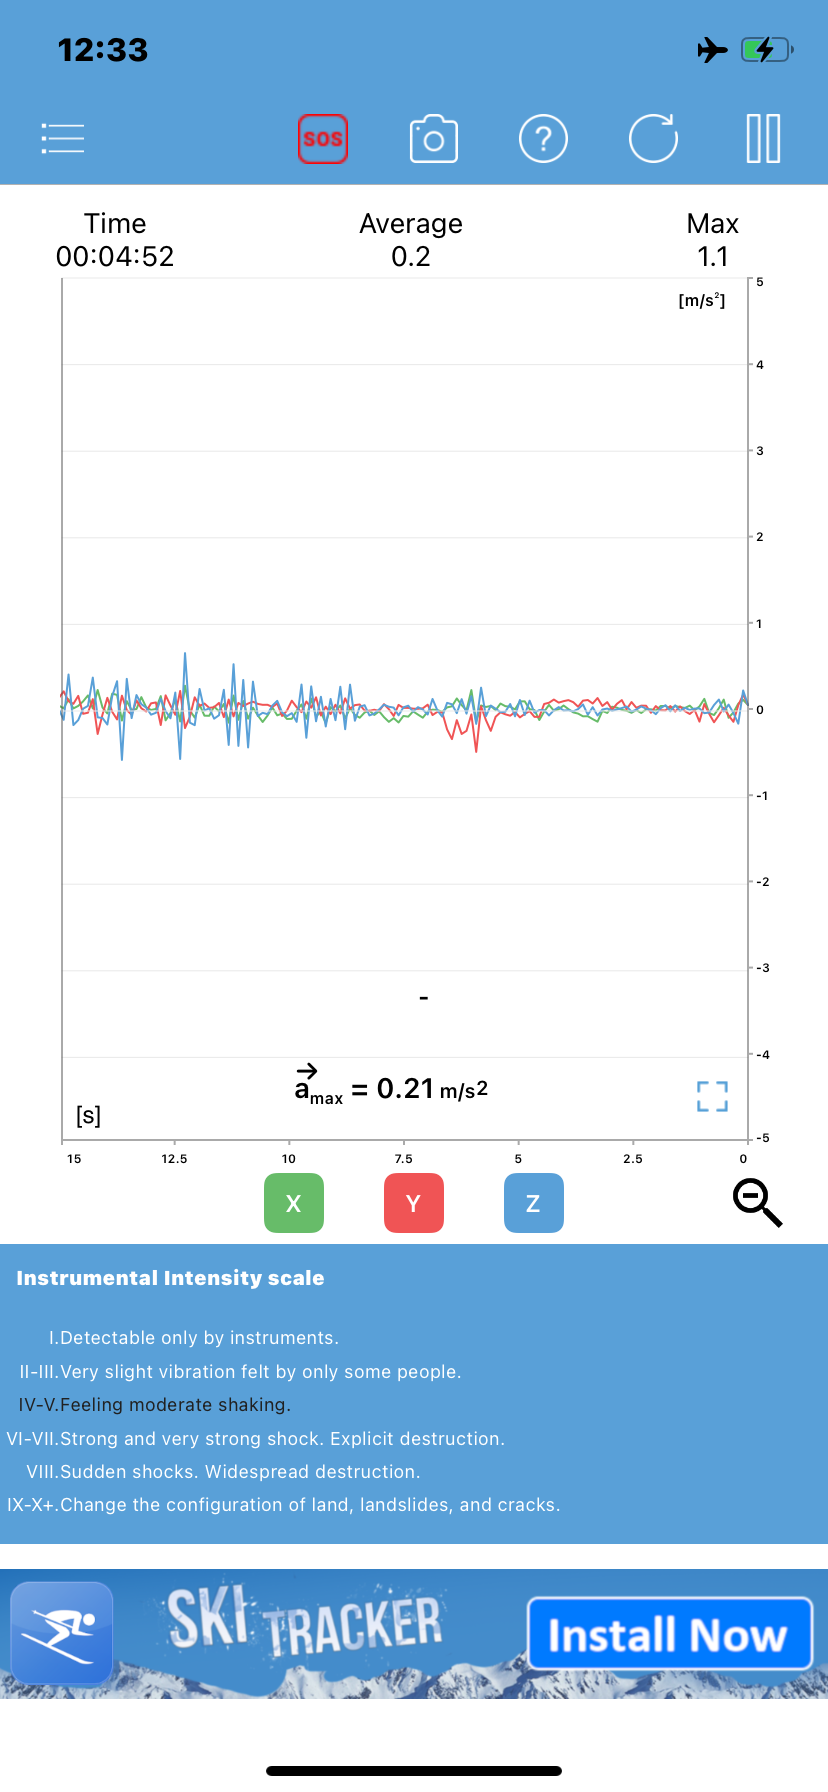 12:33
SOS
?
Time
Average
Max
00:04:52
0.2
1.1
5
[m/s²]
4
3
2
1
0
-1
-2
-3
-
-4
a max = 0.21 m/s2
[s]
-5
15 12.5 10 7.5 5 2.5 0
X Y Z
Instrumental Intensity scale
I.Detectable only by instruments.
II-III.Very slight vibration felt by only some people.
IV-V.Feeling moderate shaking.
VI-VII.Strong and very strong shock. Explicit destruction.
VIII.Sudden shocks. Widespread destruction.
IX-X+.Change the configuration of land, landslides, and cracks.
SKI TRACKER
Install Now